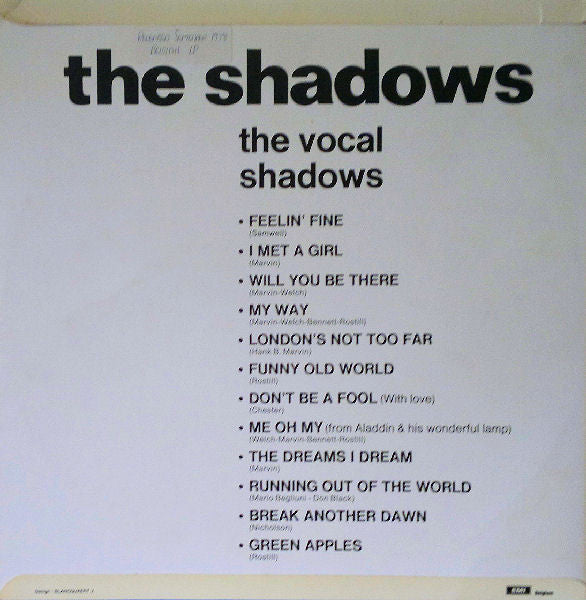 the shadows
the vocal
shadows
• FEELIN' FINE
(Samwell)
• I MET A GIRL
(Marvin)
• WILL YOU BE THERE
(Marvin-Welch)
• MY WAY
(Marvin-Welch-Bennett-Rostill)
• LONDON'S NOT TOO FAR
(Hank B. Marvin)
• FUNNY OLD WORLD
(Rostill)
• DON'T BE A FOOL (With love)
(Chester)
• ME OH MY (from Aladdin & his wonderful lamp)
(Welch-Marvin-Bennett-Rostill)
• THE DREAMS I DREAM
(Marvin)
• RUNNING OUT OF THE WORLD
(Mario Beglioni - Don Black)
• BREAK ANOTHER DAWN
(Nicholson)
• GREEN APPLES
(Rostill)
EMI Belgium